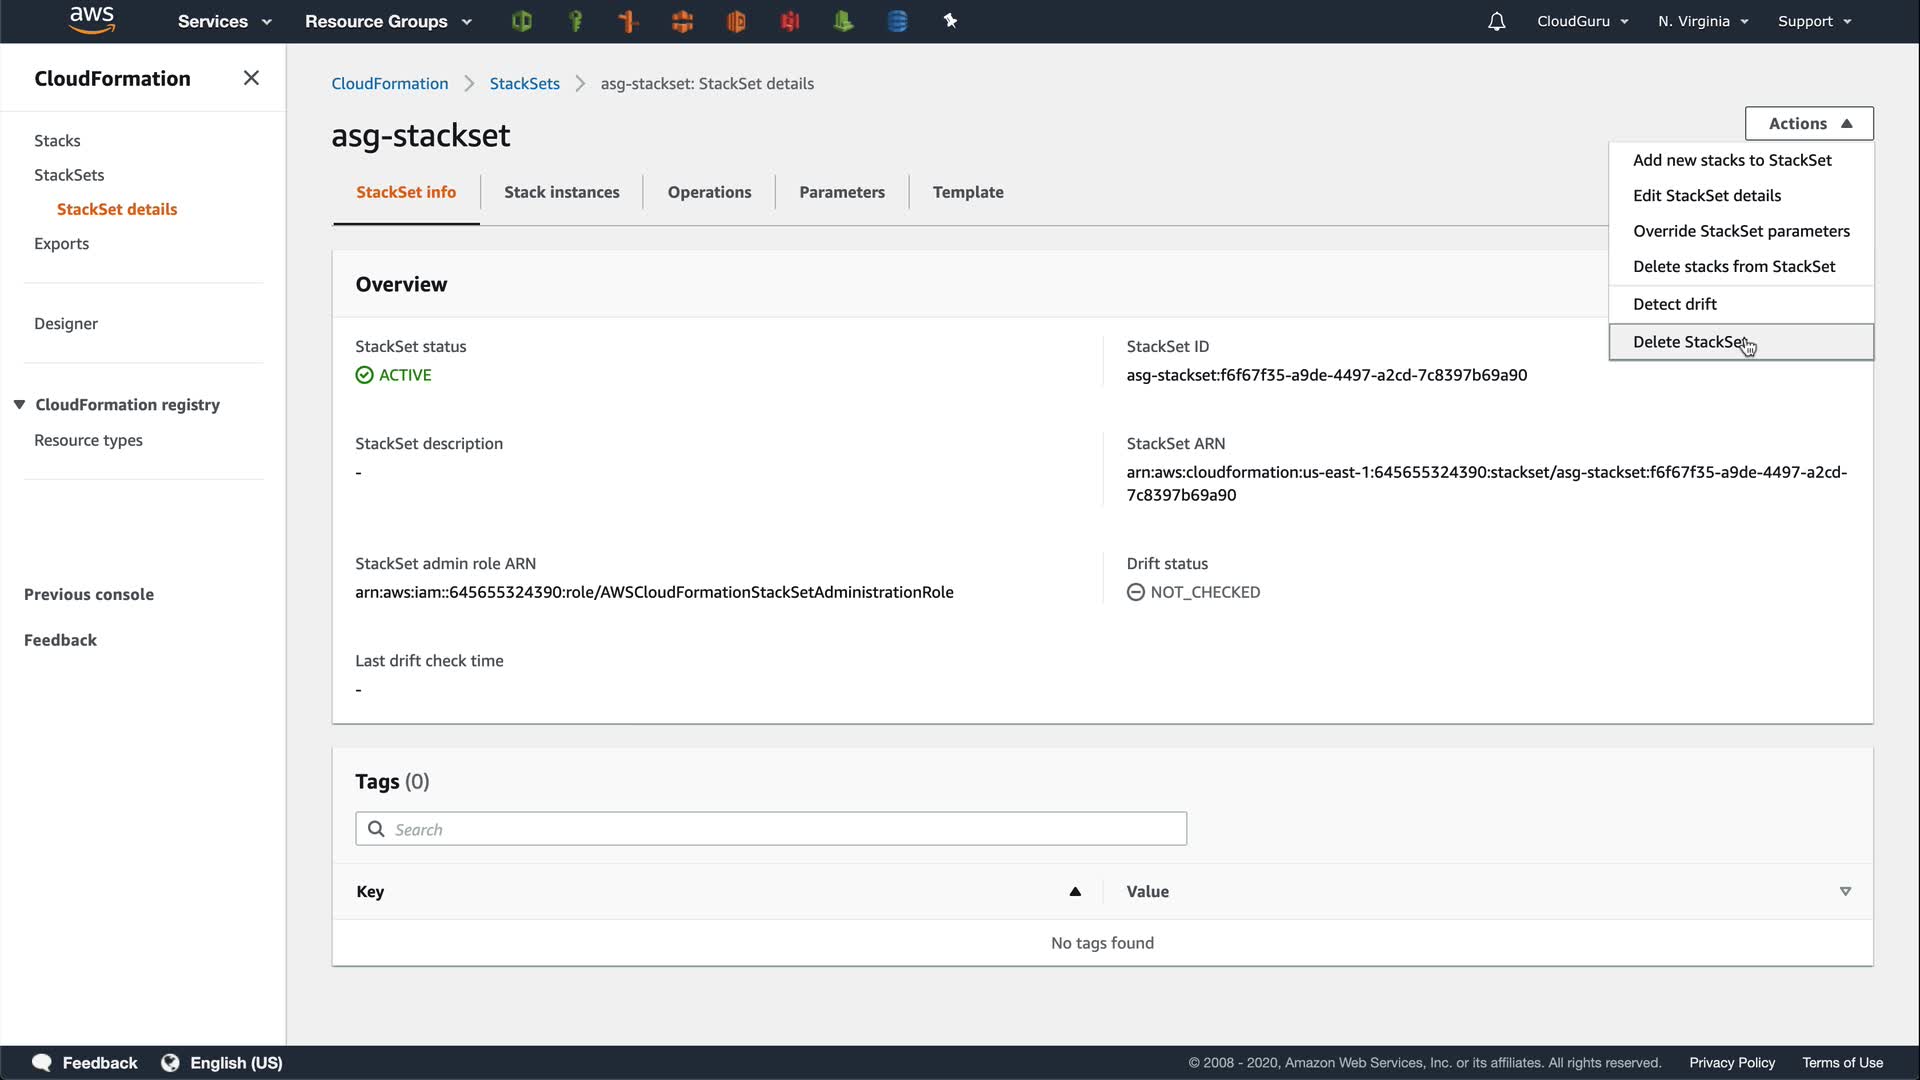 aws
Services
Resource Groups
CloudGuru
N. Virginia
Support
CloudFormation
Stacks
StackSets
StackSet details
Exports
Designer
CloudFormation registry
Resource types
Previous console
Feedback
CloudFormation
StackSets
asg-stackset: StackSet details
asg-stackset
Actions
Add new stacks to StackSet
Edit StackSet details
Override StackSet parameters
Delete stacks from StackSet
Detect drift
Delete StackSet
StackSet info
Stack instances
Operations
Parameters
Template
Overview
StackSet status
ACTIVE
StackSet ID
asg-stackset:f6f67f35-a9de-4497-a2cd-7c8397b69a90
StackSet description
-
StackSet ARN
arn:aws:cloudformation:us-east-1:645655324390:stackset/asg-stackset:f6f67f35-a9de-4497-a2cd-
7c8397b69a90
StackSet admin role ARN
arn:aws:iam::645655324390:role/AWSCloudFormationStackSetAdministrationRole
Drift status
NOT_CHECKED
Last drift check time
-
Tags (0)
Search
Key
Value
No tags found
Feedback
English (US)
© 2008 - 2020, Amazon Web Services, Inc. or its affiliates. All rights reserved.
Privacy Policy
Terms of Use